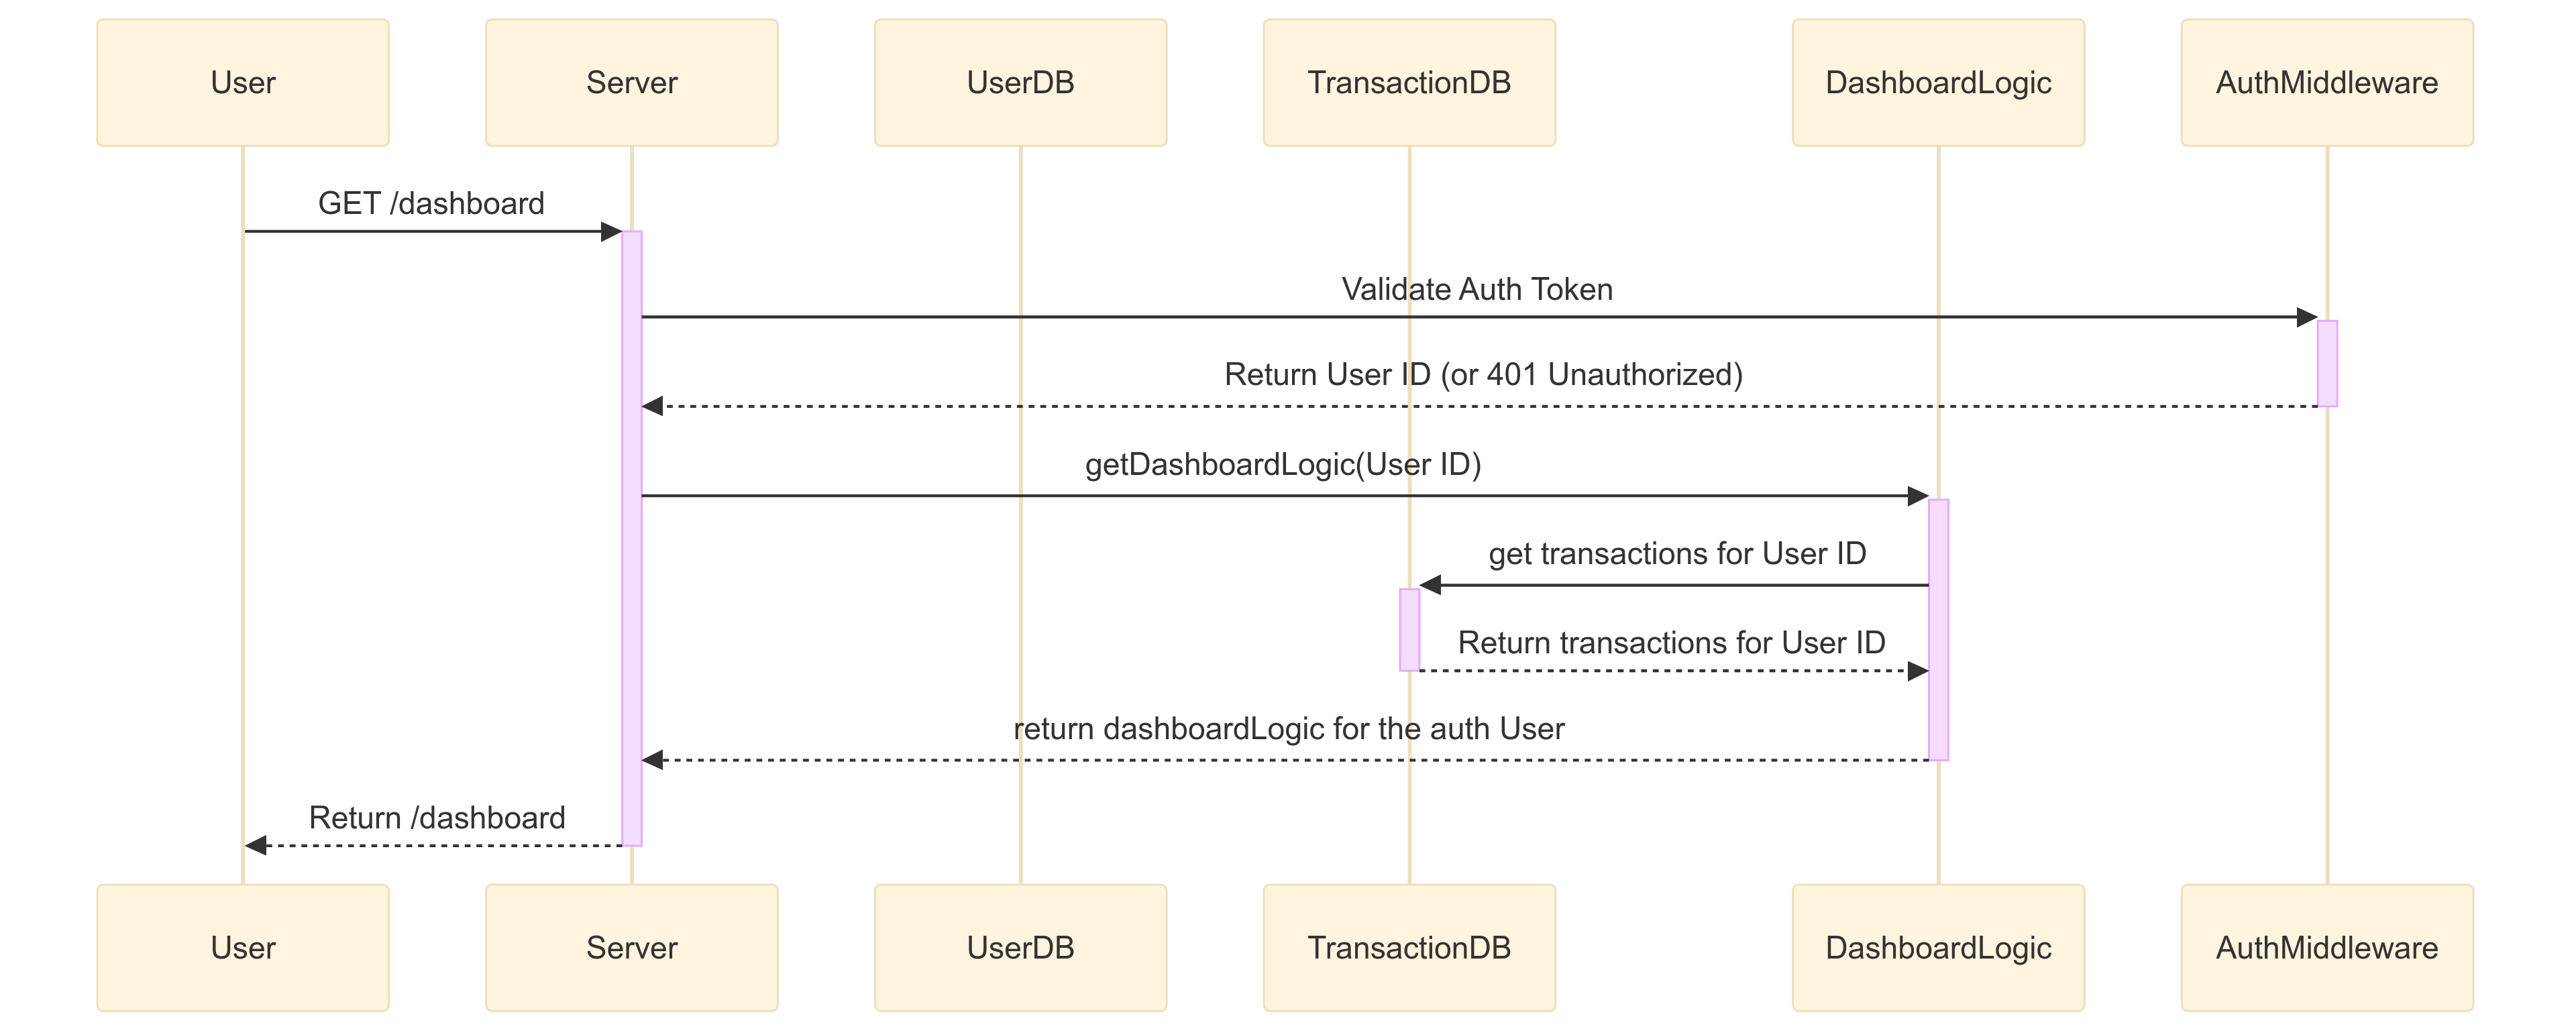 User
Server
UserDB
TransactionDB
DashboardLogic
AuthMiddleware
GET /dashboard
Validate Auth Token
Return User ID (or 401 Unauthorized)
getDashboardLogic(User ID)
get transactions for User ID
Return transactions for User ID
return dashboardLogic for the auth User
Return /dashboard
User
Server
UserDB
TransactionDB
DashboardLogic
AuthMiddleware